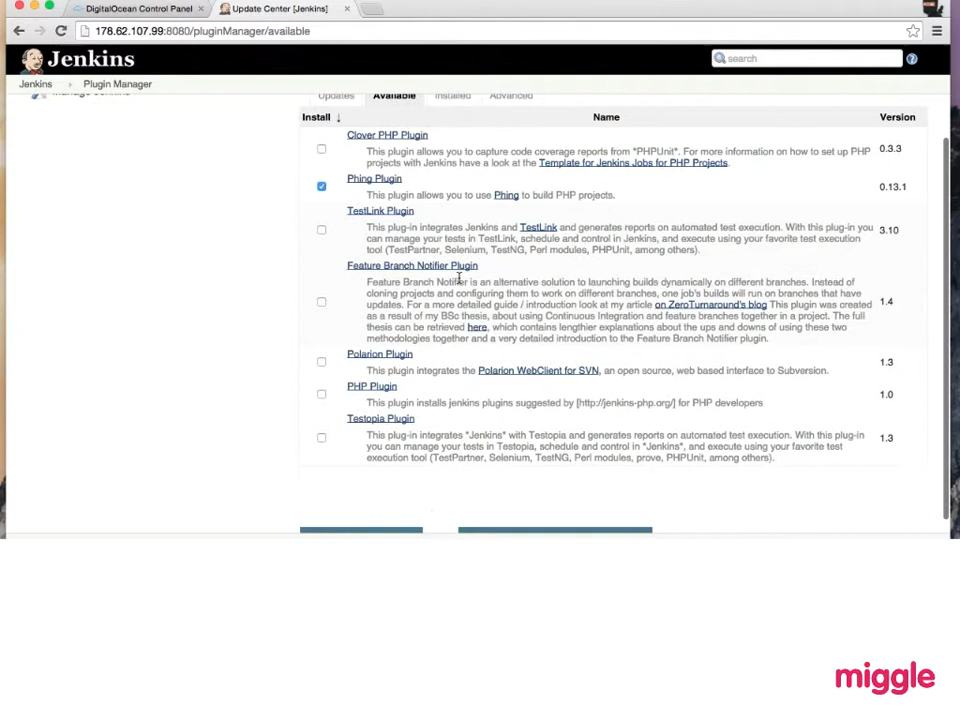 DigitalOcean Control Panel ×
Update Center [Jenkins] ×
178.62.107.99:8080/pluginManager/available
Jenkins
search
Jenkins Plugin Manager
Manage Jenkins
Updates Available Installed Advanced
Install ↓ Name Version
Clover PHP Plugin
This plugin allows you to capture code coverage reports from *PHPUnit*. For more information on how to set up PHP
projects with Jenkins have a look at the Template for Jenkins Jobs for PHP Projects.
0.3.3
Phing Plugin
This plugin allows you to use Phing to build PHP projects.
0.13.1
TestLink Plugin
This plug-in integrates Jenkins and TestLink and generates reports on automated test execution. With this plug-in you
can manage your tests in TestLink, schedule and control in Jenkins, and execute using your favorite test execution
tool (TestPartner, Selenium, TestNG, Perl modules, PHPUnit, among others).
3.10
Feature Branch Notifier Plugin
Feature Branch Notifier is an alternative solution to launching builds dynamically on different branches. Instead of
cloning projects and configuring them to work on different branches, one job's builds will run on branches that have
updates. For a more detailed guide / introduction look at my article on ZeroTurnaround's blog This plugin was created
as a result of my BSc thesis, about using Continuous Integration and feature branches together in a project. The full
thesis can be retrieved here, which contains lengthier explanations about the ups and downs of using these two
methodologies together and a very detailed introduction to the Feature Branch Notifier plugin.
1.4
Polarion Plugin
This plugin integrates the Polarion WebClient for SVN, an open source, web based interface to Subversion.
1.3
PHP Plugin
This plugin installs jenkins plugins suggested by [http://jenkins-php.org/] for PHP developers
1.0
Testopia Plugin
This plug-in integrates *Jenkins* with Testopia and generates reports on automated test execution. With this plug-in
you can manage your tests in Testopia, schedule and control in *Jenkins*, and execute using your favorite test
execution tool (TestPartner, Selenium, TestNG, Perl modules, prove, PHPUnit, among others).
1.3
miggle